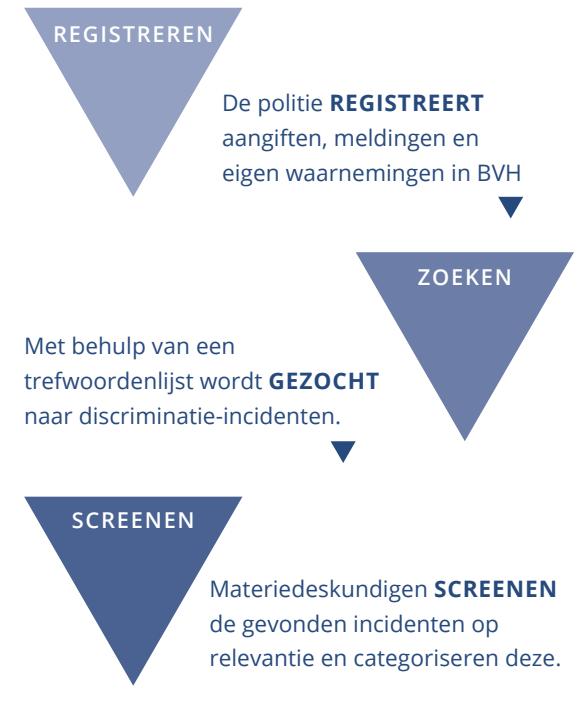 REGISTREREN
De politie REGISTREERT
aangiften, meldingen en
eigen waarnemingen in BVH
ZOEKEN
Met behulp van een
trefwoordenlijst wordt GEZOCHT
naar discriminatie-incidenten.
SCREENEN
Materiedeskundigen SCREENEN
de gevonden incidenten op
relevantie en categoriseren deze.